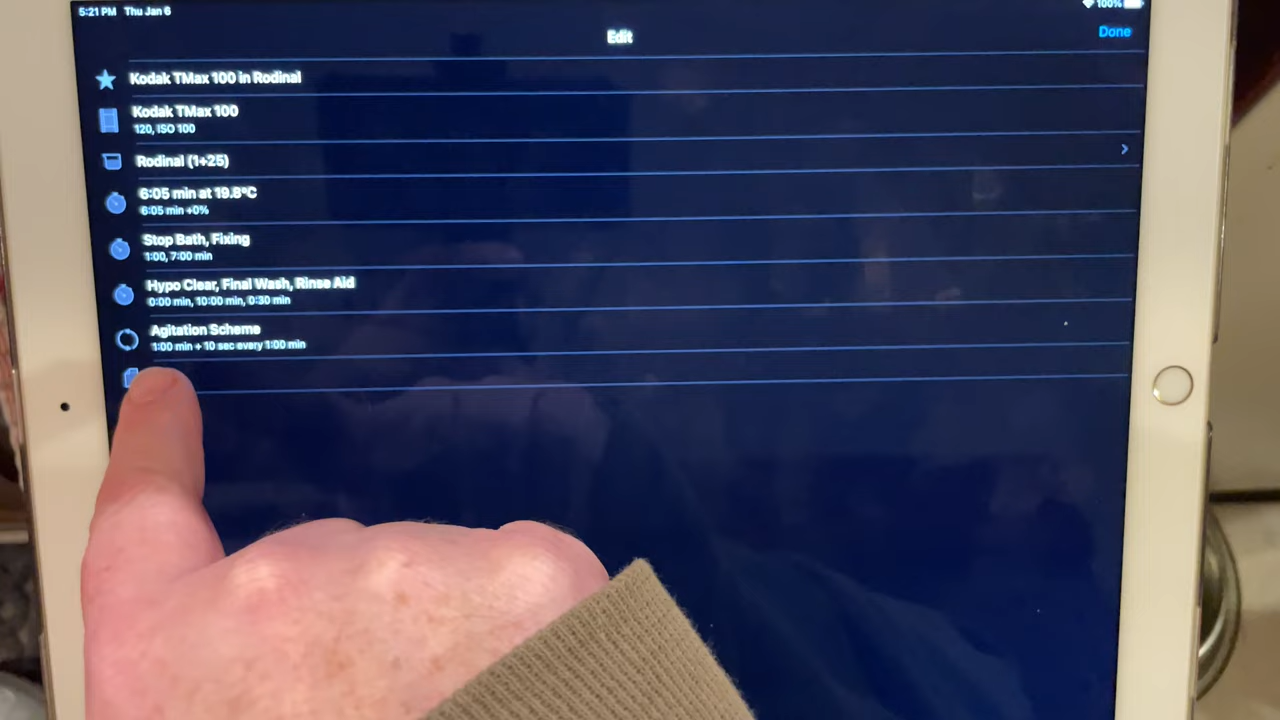 5:21 PM Thu Jan 6
100%
Edit
Done
Kodak TMax 100 in Rodinal
Kodak TMax 100
120, ISO 100
Rodinal (1+25)
6:05 min at 19.8°C
6:05 min +0%
Stop Bath, Fixing
1:00, 7:00 min
Hypo Clear, Final Wash, Rinse Aid
0:00 min, 10:00 min, 0:30 min
Agitation Scheme
1:00 min + 10 sec every 1:00 min